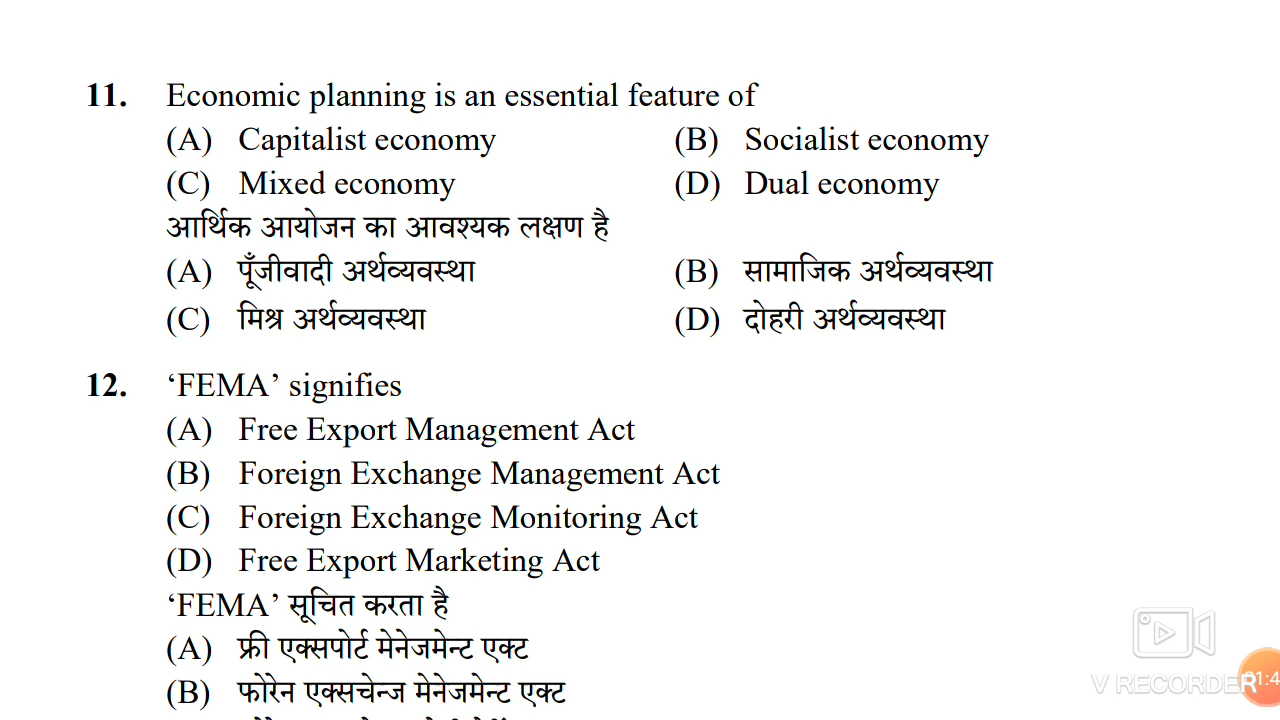 11. Economic planning is an essential feature of
(A) Capitalist economy (B) Socialist economy
(C) Mixed economy (D) Dual economy
आर्थिक आयोजन का आवश्यक लक्षण है
(A) पूँजीवादी अर्थव्यवस्था (B) सामाजिक अर्थव्यवस्था
(C) मिश्र अर्थव्यवस्था (D) दोहरी अर्थव्यवस्था
12. ‘FEMA’ signifies
(A) Free Export Management Act
(B) Foreign Exchange Management Act
(C) Foreign Exchange Monitoring Act
(D) Free Export Marketing Act
‘FEMA’ सूचित करता है
(A) फ्री एक्सपोर्ट मेनेजमेन्ट एक्ट
(B) फोरेन एक्सचेन्ज मेनेजमेन्ट एक्ट
V RECORDER